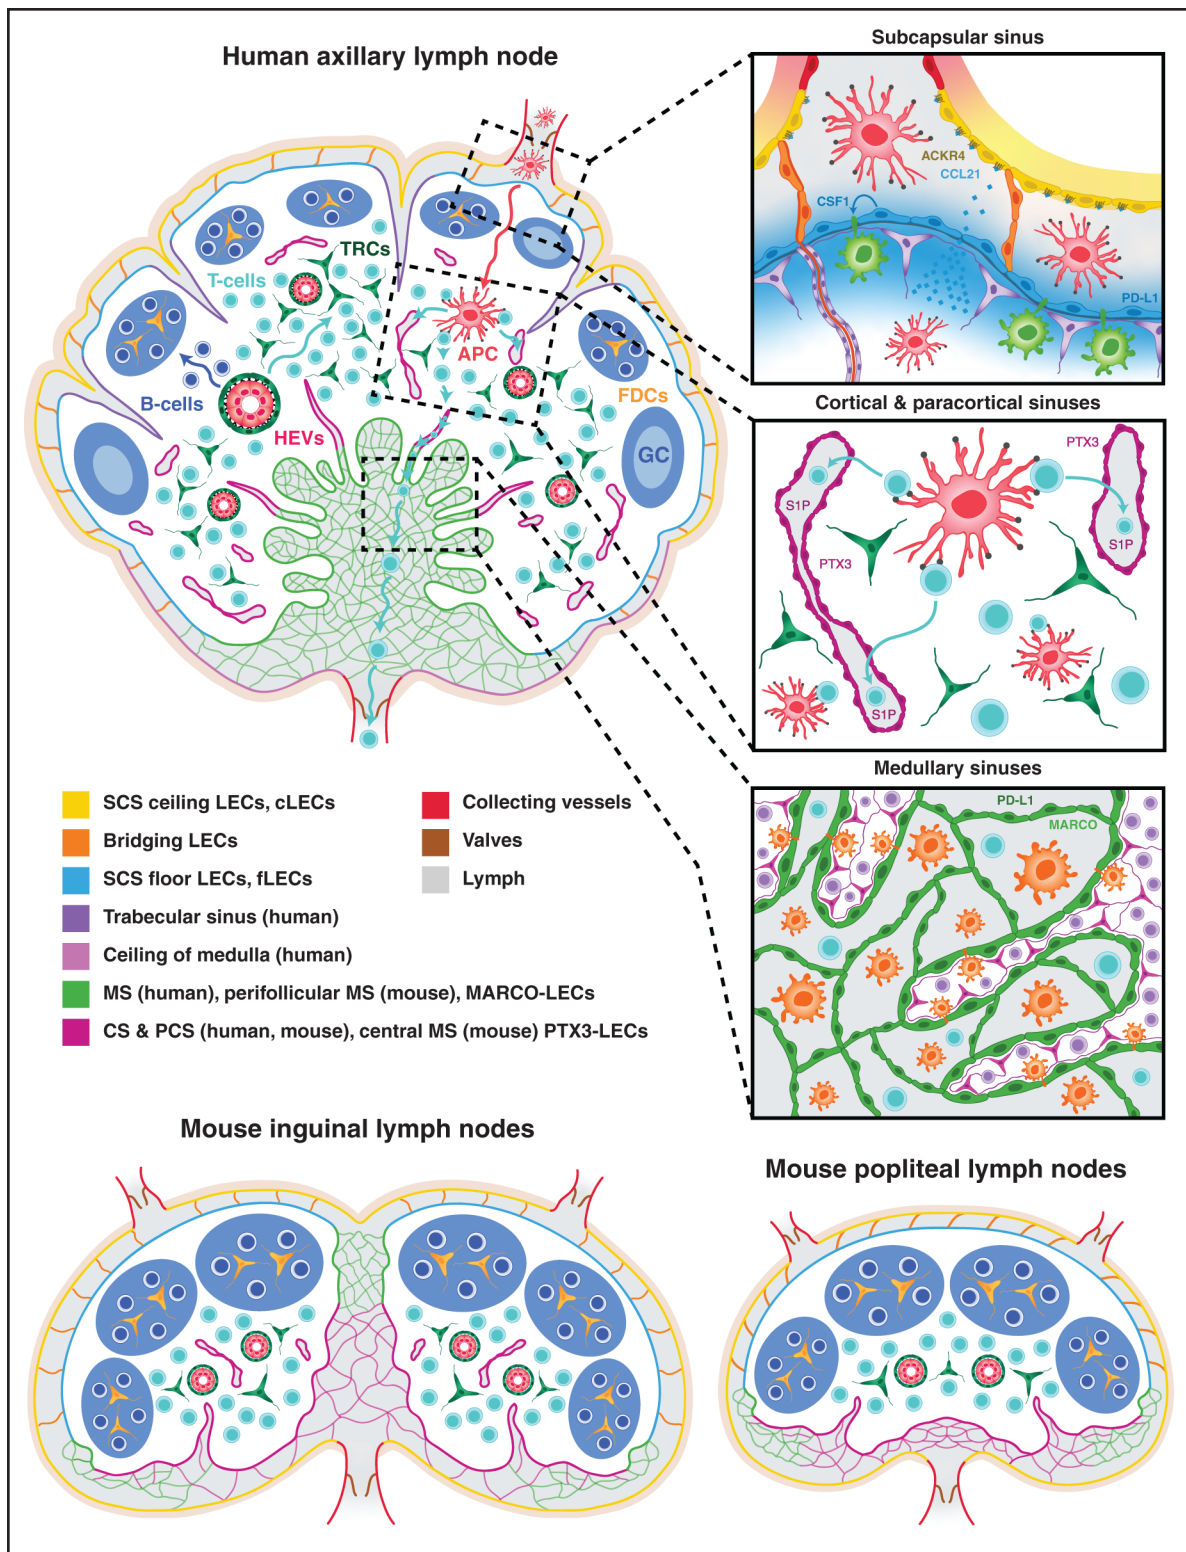 Human axillary lymph node
TRCs
T-cells
APC
B-cells
HEVs
FDCs
GC
Subcapsular sinus
ACKR4
CCL21
CSF1
PD-L1
Cortical & paracortical sinuses
PTX3
S1P
S1P
PTX3
S1P
Medullary sinuses
PD-L1
MARCO
SCS ceiling LECs, cLECs
Bridging LECs
SCS floor LECs, fLECs
Trabecular sinus (human)
Ceiling of medulla (human)
MS (human), perifollicular MS (mouse), MARCO-LECs
CS & PCS (human, mouse), central MS (mouse) PTX3-LECs
Collecting vessels
Valves
Lymph
Mouse inguinal lymph nodes
Mouse popliteal lymph nodes